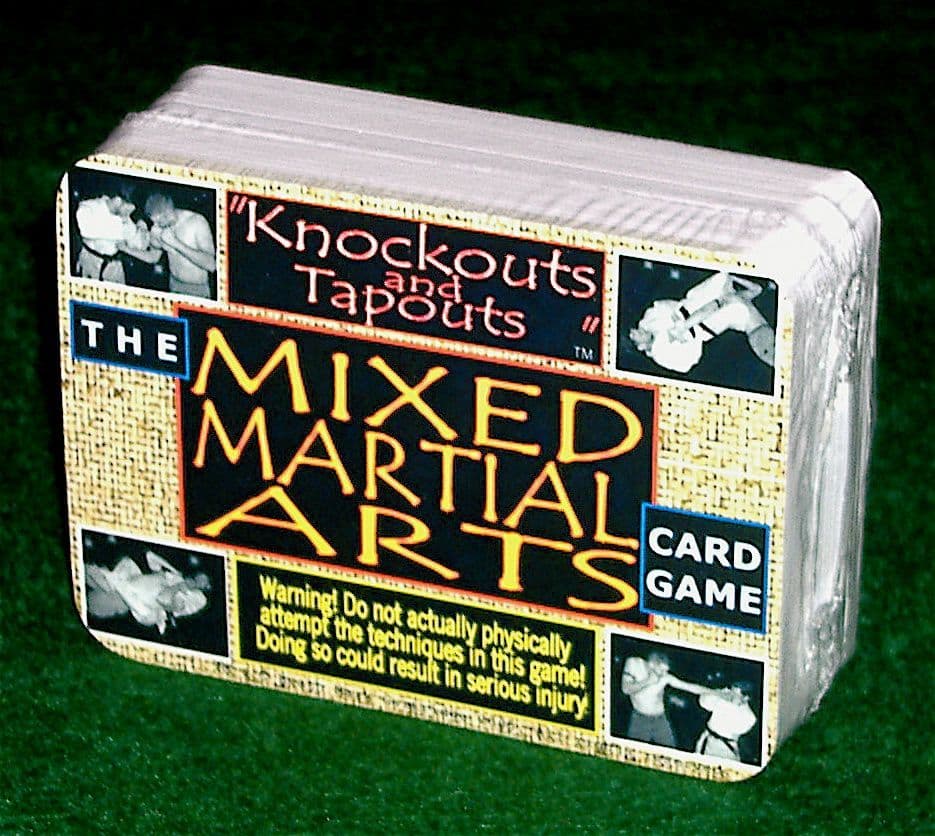 "Knockouts
and
Tapouts "
TM
THE
MIXED
MARTIAL
ARTS
CARD
GAME
Warning! Do not actually physically
attempt the techniques in this game!
Doing so could result in serious injury!